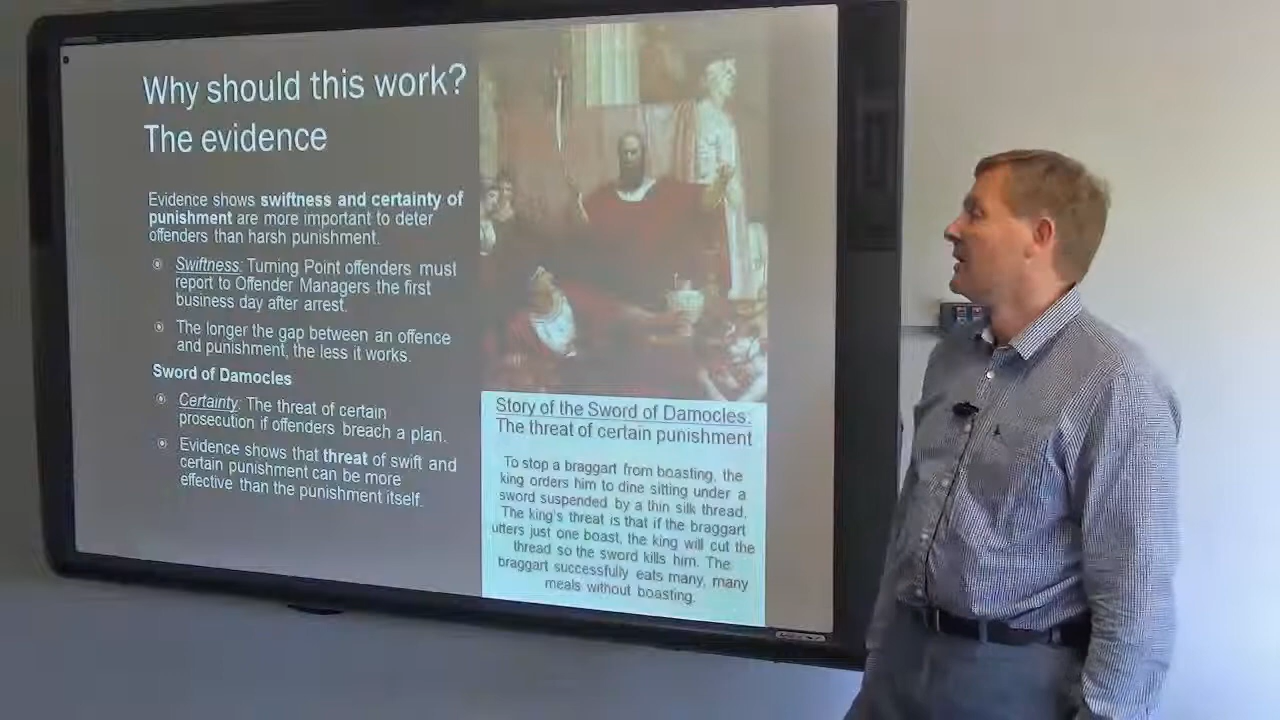 Why should this work?
The evidence
Evidence shows swiftness and certainty of
punishment are more important to deter
offenders than harsh punishment.
Swiftness: Turning Point offenders must
report to Offender Managers the first
business day after arrest.
The longer the gap between an offence
and punishment, the less it works.
Sword of Damocles
Certainty: The threat of certain
prosecution if offenders breach a plan.
Evidence shows that threat of swift and
certain punishment can be more
effective than the punishment itself.
Story of the Sword of Damocles:
The threat of certain punishment
To stop a braggart from boasting, the
king orders him to dine sitting under a
sword suspended by a thin silk thread.
The king's threat is that if the braggart
utters just one boast, the king will cut the
thread so the sword kills him. The
braggart successfully eats many, many
meals without boasting.